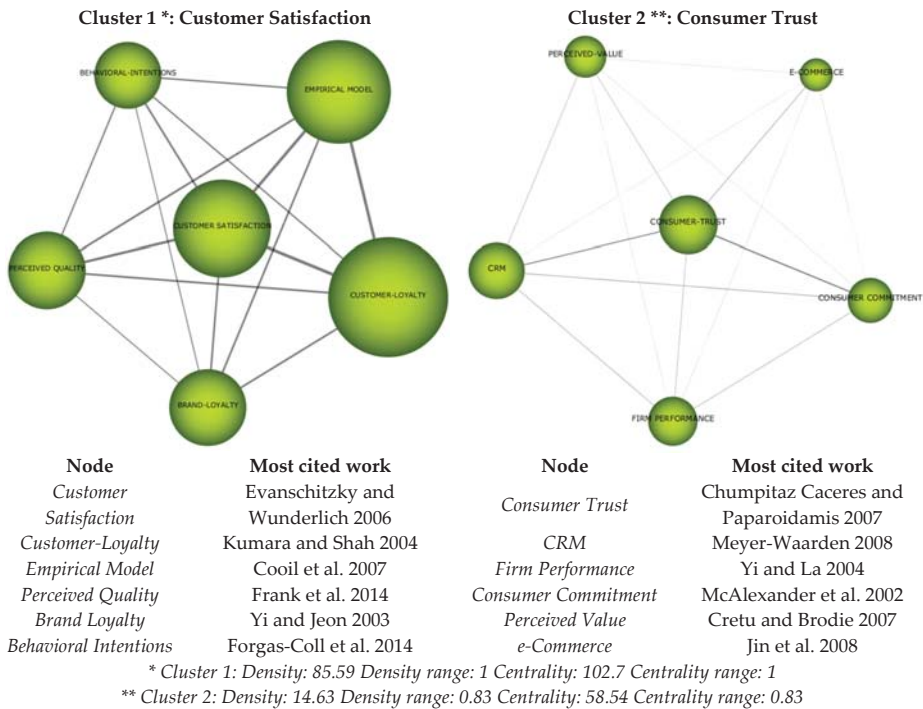 Cluster 1 *: Customer Satisfaction
BEHAVIORAL-INTENTIONS
EMPIRICAL MODEL
CUSTOMER SATISFACTION
PERCEIVED QUALITY
CUSTOMER-LOYALTY
BRAND-LOYALTY
Cluster 2 **: Consumer Trust
PERCEIVED-VALUE
E-COMMERCE
CONSUMER-TRUST
CRM
CONSUMER COMMITMENT
FIRM PERFORMANCE
Node Most cited work Node Most cited work
Customer Satisfaction Evanschitzky and Wunderlich 2006 Consumer Trust Chumpitaz Caceres and Paparoidamis 2007
Customer-Loyalty Kumara and Shah 2004 CRM Meyer-Waarden 2008
Empirical Model Cooil et al. 2007 Firm Performance Yi and La 2004
Perceived Quality Frank et al. 2014 Consumer Commitment McAlexander et al. 2002
Brand Loyalty Yi and Jeon 2003 Perceived Value Cretu and Brodie 2007
Behavioral Intentions Forgas-Coll et al. 2014 e-Commerce Jin et al. 2008
* Cluster 1: Density: 85.59 Density range: 1 Centrality: 102.7 Centrality range: 1
** Cluster 2: Density: 14.63 Density range: 0.83 Centrality: 58.54 Centrality range: 0.83